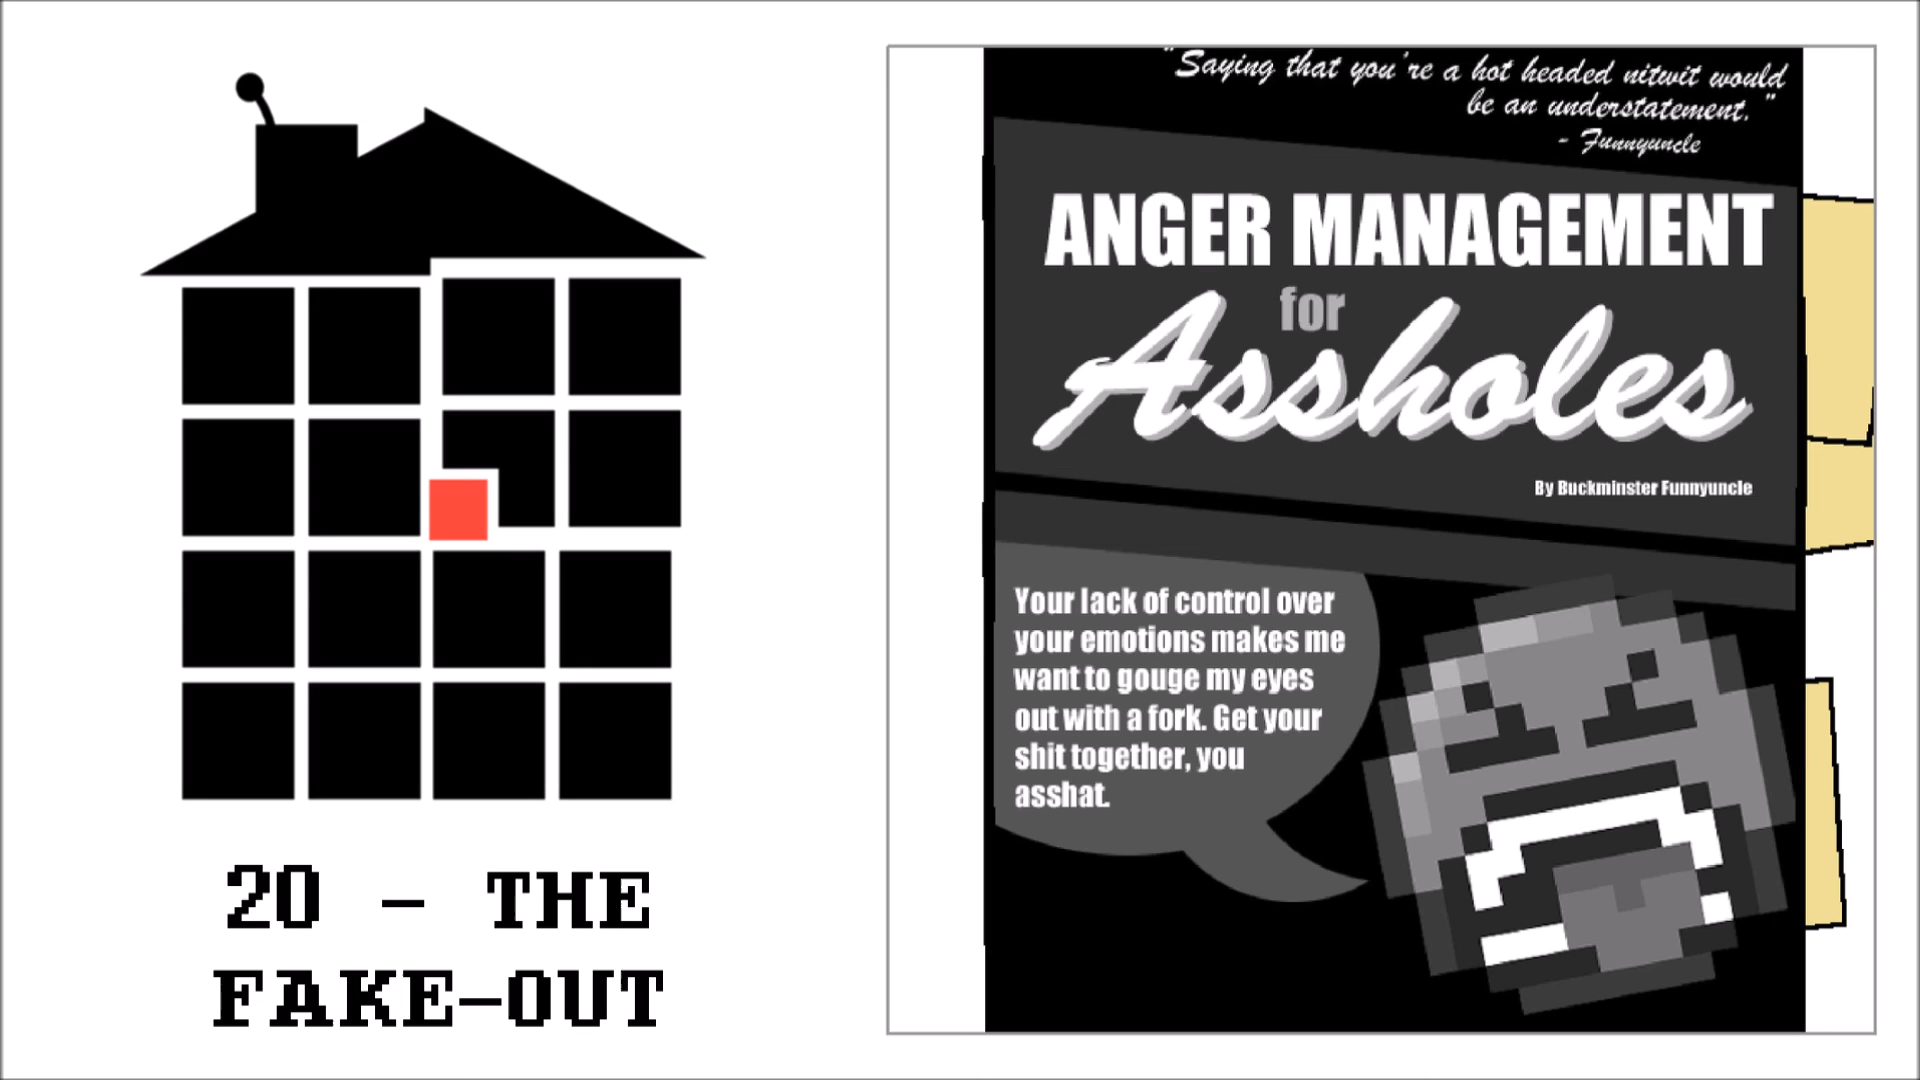 20 - THE
FAKE-OUT
"Saying that you're a hot headed nitwit would
be an understatement."
- Funnyuncle
ANGER MANAGEMENT
for
Assholes
By Buckminster Funnyuncle
Your lack of control over
your emotions makes me
want to gouge my eyes
out with a fork. Get your
shit together, you
asshat.